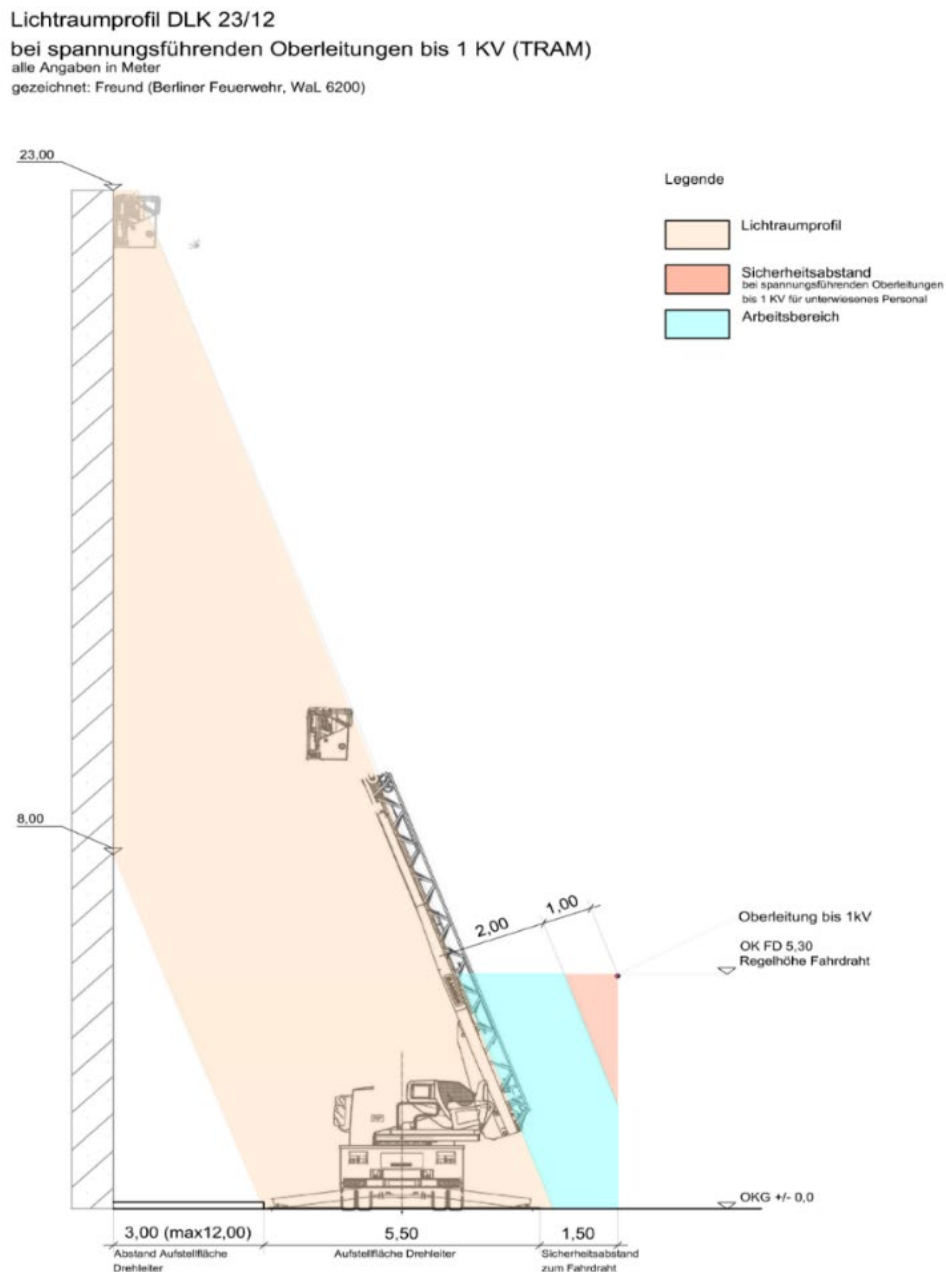 Lichtraumprofil DLK 23/12
bei spannungsführenden Oberleitungen bis 1 KV (TRAM)
alle Angaben in Meter
gezeichnet: Freund (Berliner Feuerwehr, WaL 6200)
23,00
Legende
Lichtraumprofil
Sicherheitsabstand
bei spannungsführenden Oberleitungen
bis 1 KV für unterwiesenes Personal
Arbeitsbereich
8,00
2,00
1,00
Oberleitung bis 1kV
OK FD 5,30
Regelhöhe Fahrdraht
OKG +/- 0,0
3,00 (max12,00)
5,50
1,50
Abstand Aufstellfläche
Drehleiter
Aufstellfläche Drehleiter
Sicherheitsabstand
zum Fahrdraht